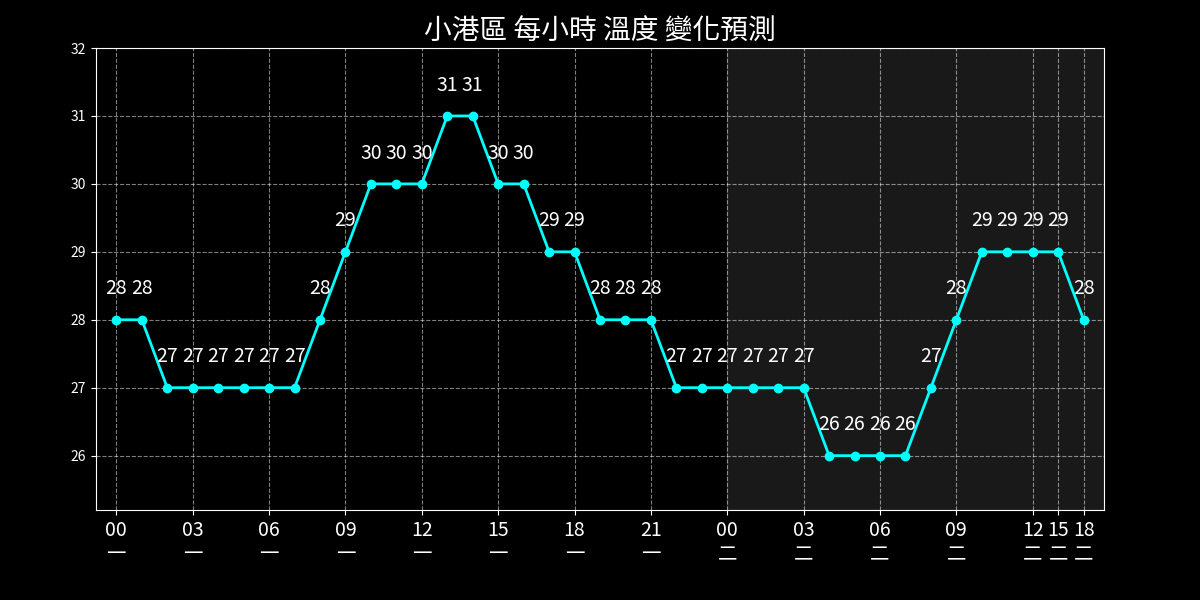 小港區 每小時 溫度 變化預測
32
31
30
29
28
27
26
31 31
30 30 30 30 30
29 29 29 29 29 29 29
28 28 28 28 28 28 28 28
27 27 27 27 27 27 27 27 27 27 27 27 27
26 26 26 26
00 03 06 09 12 15 18 21 00 03 06 09 12 15 18
一 一 一 一 一 一 一 一 二 二 二 二 二 二 二